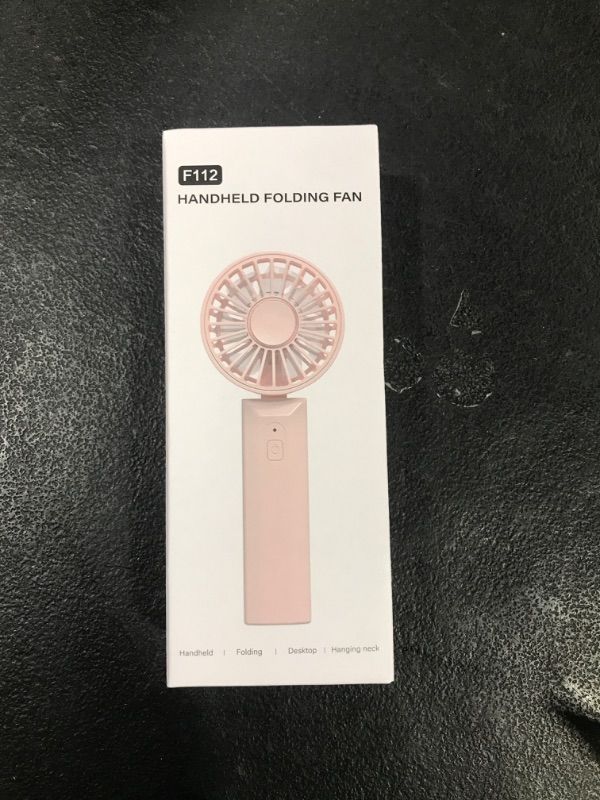 F112
HANDHELD FOLDING FAN
Handheld | Folding | Desktop | Hanging neck